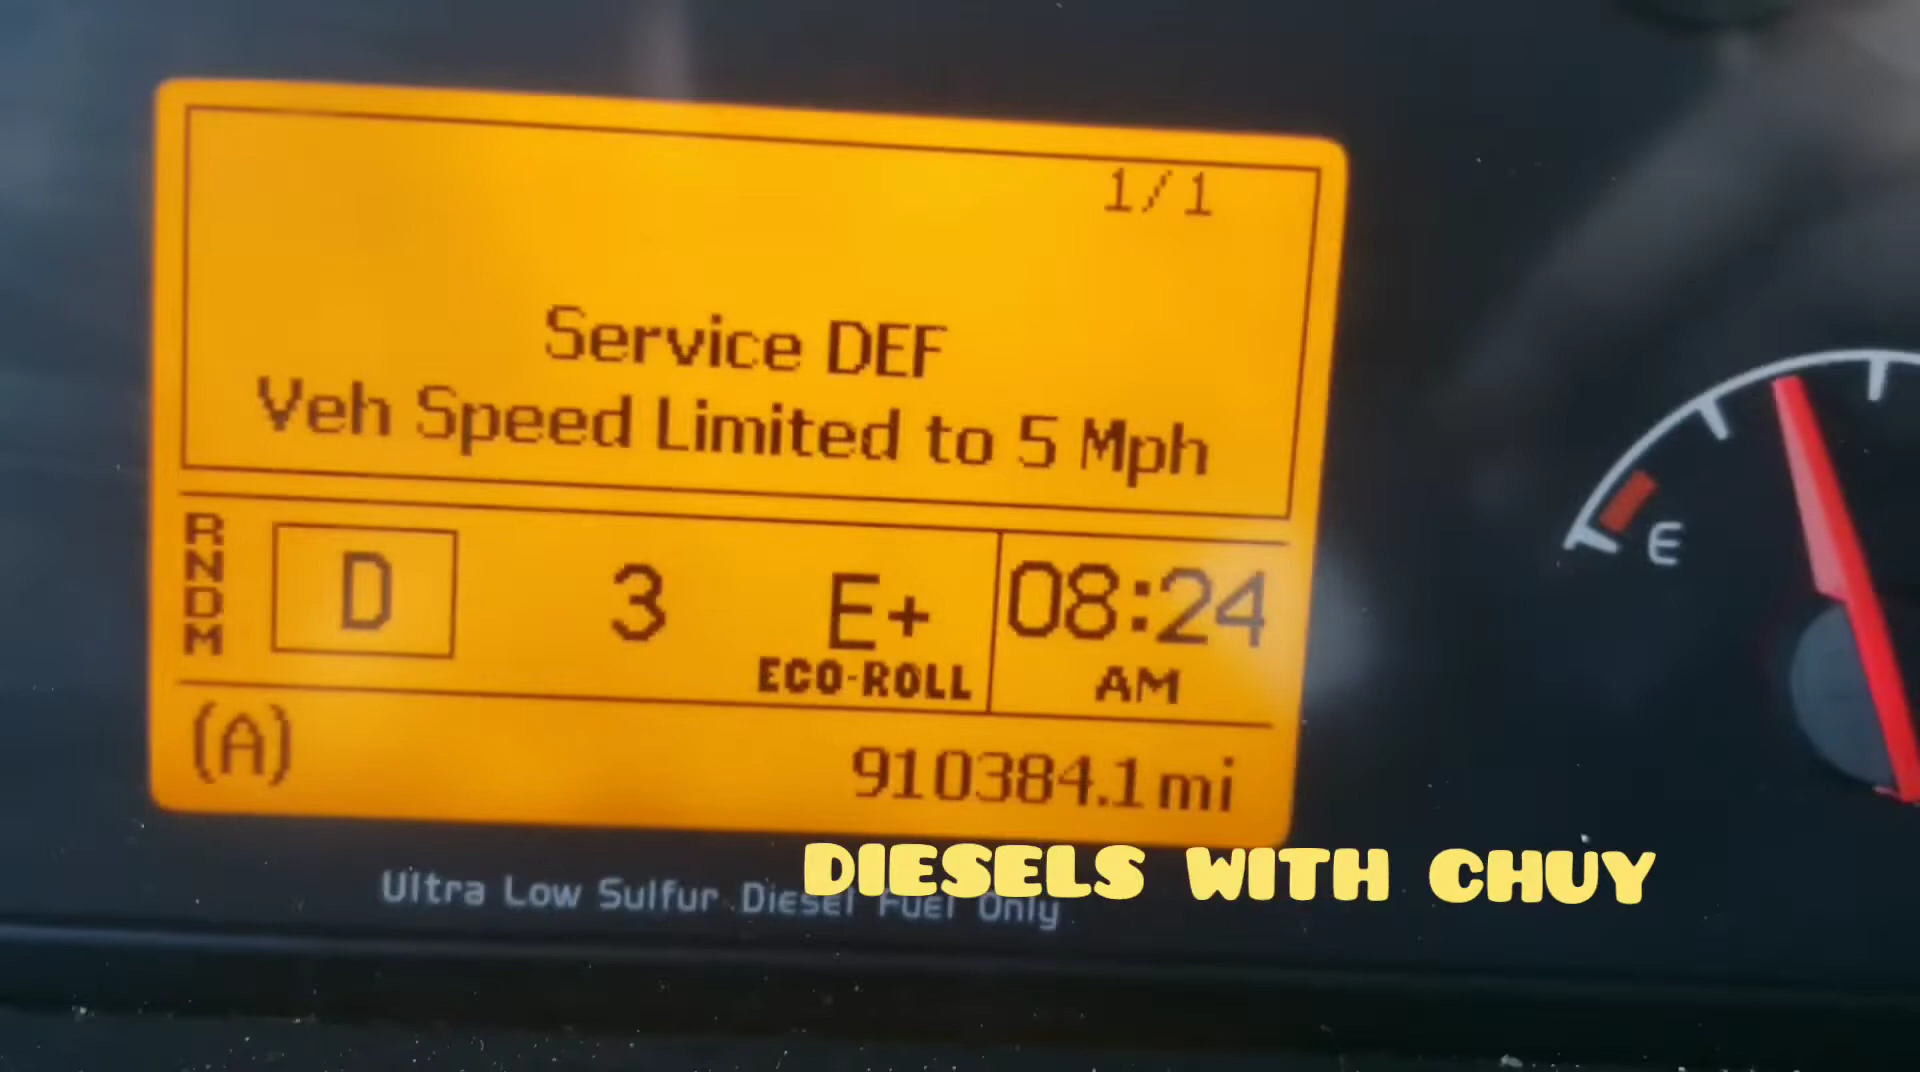 1/1
Service DEF
Veh Speed Limited to 5 Mph
R
N
D
M
D 3 E+ 08:24
ECO-ROLL AM
(A) 910384.1 mi
E
DIESELS WITH CHUY
Ultra Low Sulfur Diesel Fuel Only